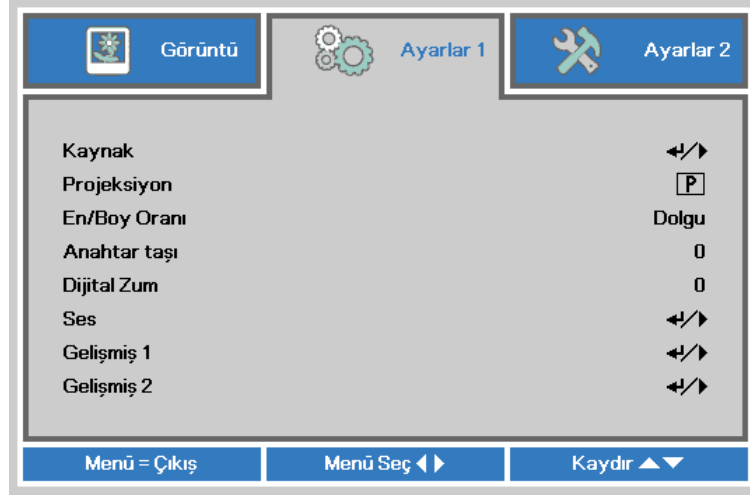 Görüntü
Ayarlar 1
Ayarlar 2
Kaynak
Projeksiyon P
En/Boy Oranı Dolgu
Anahtar taşı 0
Dijital Zum 0
Ses
Gelişmiş 1
Gelişmiş 2
Menü = Çıkış
Menü Seç
Kaydır